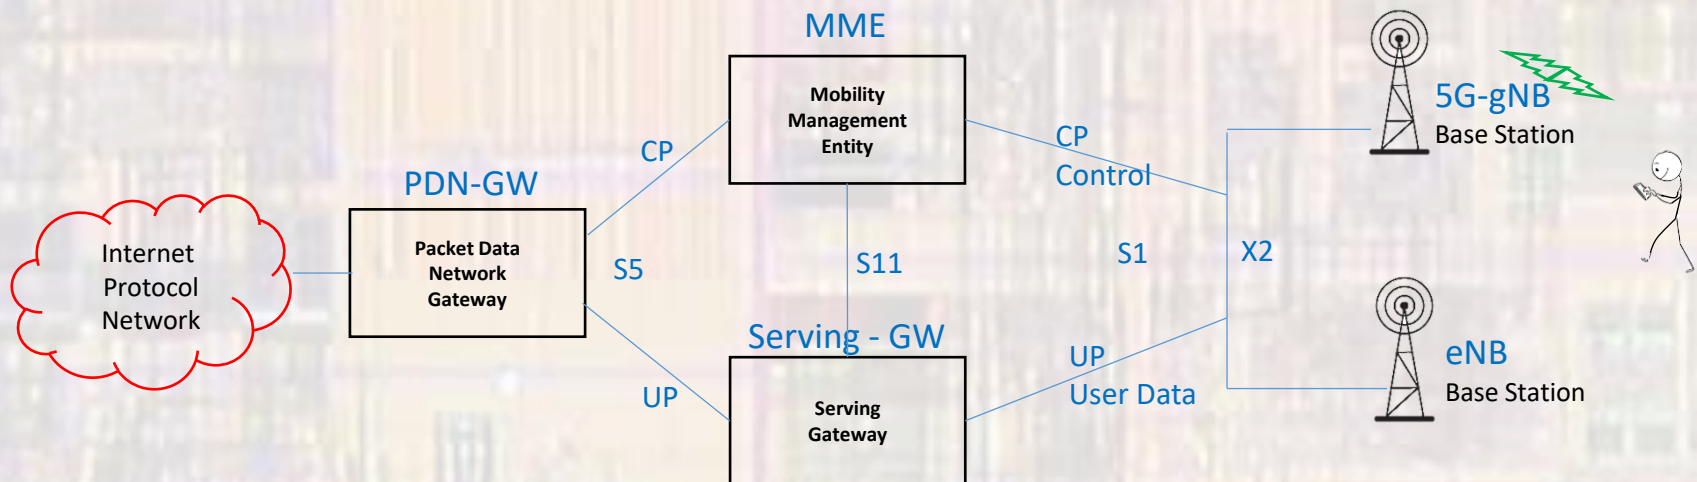 MME
Mobility
Management
Entity
5G-gNB
Base Station
CP
CP
Control
PDN-GW
Packet Data
Network
Gateway
Internet
Protocol
Network
S5
S11
S1
X2
Serving - GW
Serving
Gateway
UP
UP
User Data
eNB
Base Station